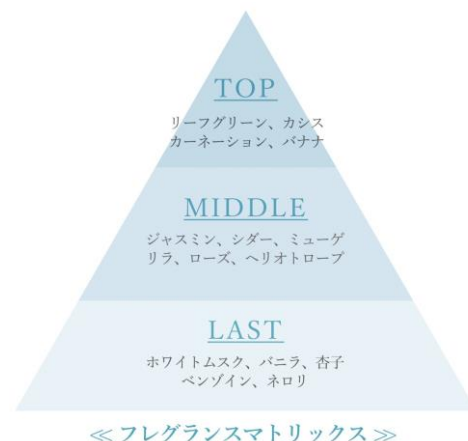 TOP
リーフグリーン、カシス
カーネーション、バナナ
MIDDLE
ジャスミン、シダー、ミューゲ
リラ、ローズ、ヘリオトロープ
LAST
ホワイトムスク、バニラ、杏子
ベンゾイン、ネロリ
≪ フレグランスマトリックス ≫